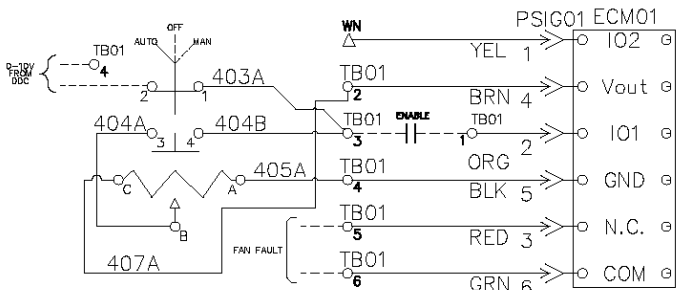 OFF
AUTO
MAN
WN
PSIG01 ECM01
0-10V
FROM
DDC
TB01
4
403A
2
1
TB01
2
404A
3
4
404B
TB01
3
ENABLE
TB01
1
C
A
405A
B
407A
TB01
4
FAN FAULT
TB01
5
TB01
6
YEL 1
IO2
BRN 4
Vout
ORG 2
IO1
BLK 5
GND
RED 3
N.C.
GRN 6
COM